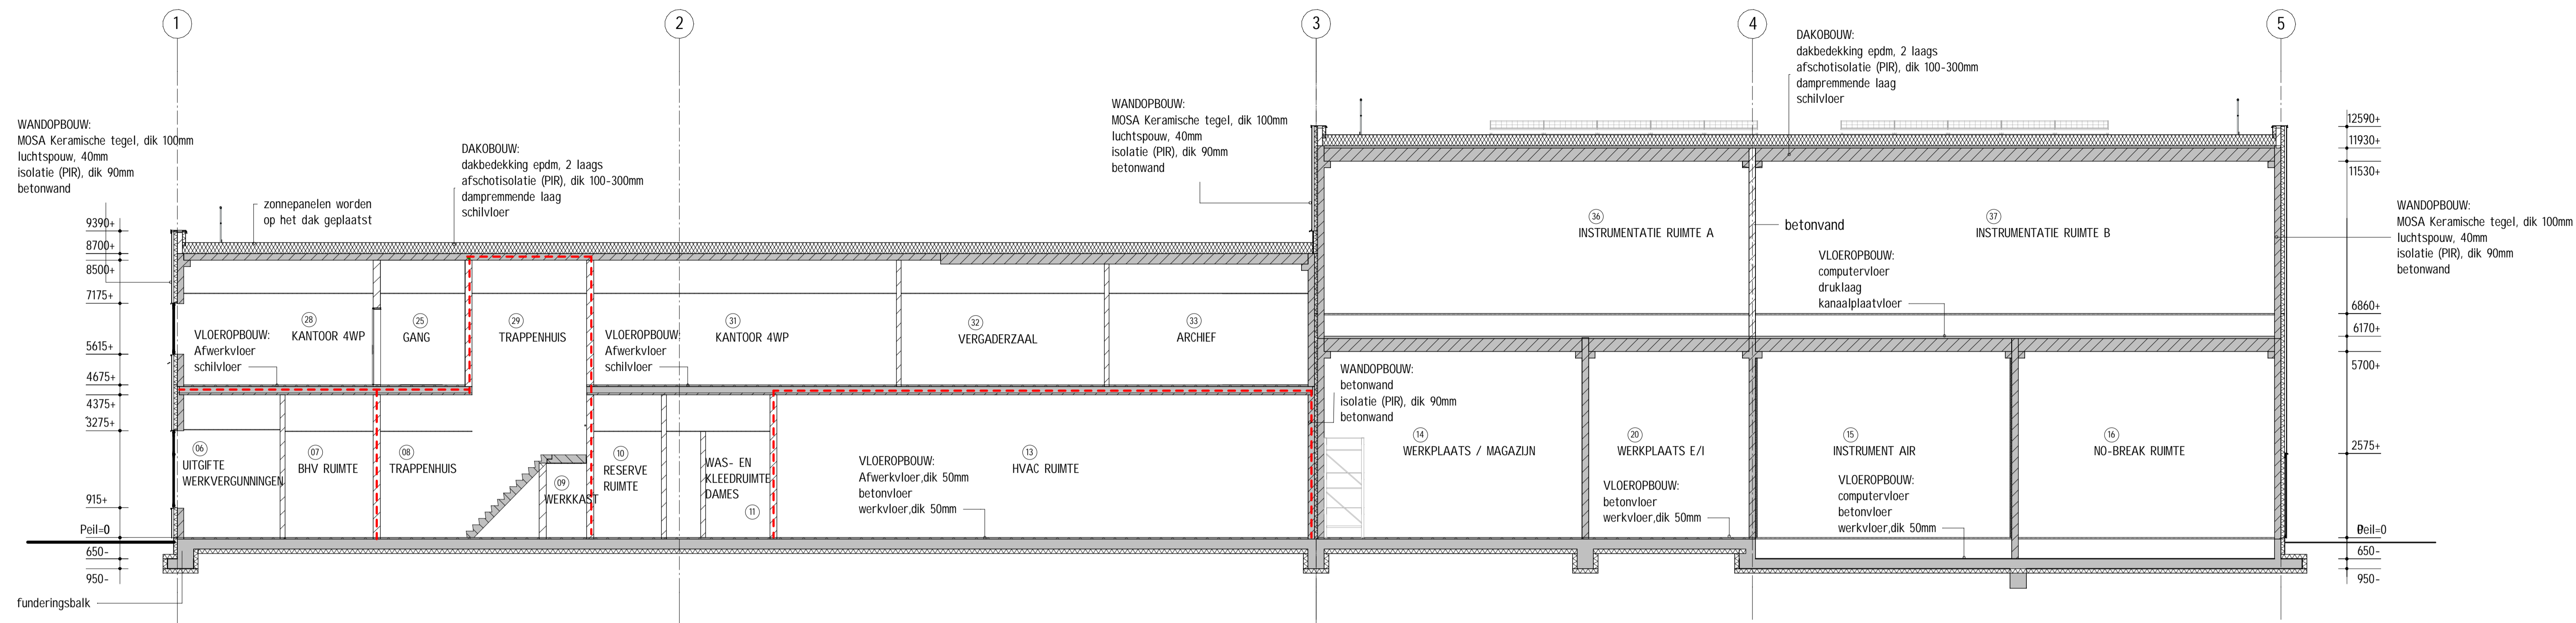 1
2
3
4
5
WANDOPBOUW:
MOSA Keramische tegel, dik 100mm
luchtspouw, 40mm
isolatie (PIR), dik 90mm
betonwand
zonnepanelen worden
op het dak geplaatst
DAKOBOUW:
dakbedekking epdm, 2 laags
afschotisolatie (PIR), dik 100-300mm
dampremmende laag
schilvloer
WANDOPBOUW:
MOSA Keramische tegel, dik 100mm
luchtspouw, 40mm
isolatie (PIR), dik 90mm
betonwand
DAKOBOUW:
dakbedekking epdm, 2 laags
afschotisolatie (PIR), dik 100-300mm
dampremmende laag
schilvloer
WANDOPBOUW:
MOSA Keramische tegel, dik 100mm
luchtspouw, 40mm
isolatie (PIR), dik 90mm
betonwand
9390+
8700+
8500+
7175+
5615+
4675+
4375+
3275+
915+
Peil=0
650-
950-
funderingsbalk
28
KANTOOR 4WP
VLOEROPBOUW:
Afwerkvloer
schilvloer
25
GANG
29
TRAPPENHUIS
VLOEROPBOUW:
Afwerkvloer
schilvloer
31
KANTOOR 4WP
32
VERGADERZAAL
33
ARCHIEF
36
INSTRUMENTATIE RUIMTE A
betonvand
37
INSTRUMENTATIE RUIMTE B
VLOEROPBOUW:
computervloer
druklaag
kanaalplaatvloer
06
UITGIFTE
WERKVERGUNNINGEN
07
BHV RUIMTE
08
TRAPPENHUIS
09
WERKKAST
10
RESERVE
RUIMTE
WAS- EN
KLEEDRUIMTE
DAMES
11
VLOEROPBOUW:
Afwerkvloer,dik 50mm
betonvloer
werkvloer,dik 50mm
13
HVAC RUIMTE
WANDOPBOUW:
betonwand
isolatie (PIR), dik 90mm
betonwand
14
WERKPLAATS / MAGAZIJN
20
WERKPLAATS E/I
VLOEROPBOUW:
betonvloer
werkvloer,dik 50mm
15
INSTRUMENT AIR
VLOEROPBOUW:
computervloer
betonvloer
werkvloer,dik 50mm
16
NO-BREAK RUIMTE
12590+
11930+
11530+
6860+
6170+
5700+
2575+
Peil=0
650-
950-